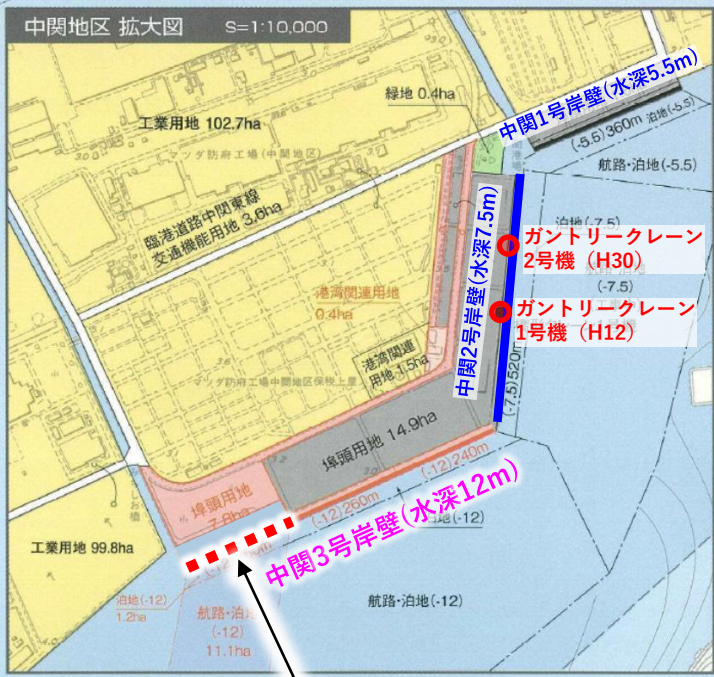 中関地区 拡大図 S=1:10,000
工業用地 102.7ha
マツダ防府工場(中関地区)
緑地 0.4ha
中関1号岸壁(水深5.5m)
(-5.5)360m 泊地(-5.5)
航路・泊地(-5.5)
臨港道路中関東線
交通機能用地 3.6ha
泊地(-7.5)
ガントリークレーン
2号機（H30）
(-7.5)
港湾関連用地
0.4ha
中関2号岸壁(水深7.5m)
ガントリークレーン
1号機（H12）
港湾関連
用地 1.5ha
(-7.5)520m
マツダ防府工場中関地区保税上屋
埠頭用地 14.9ha
(-12)240m
(-12)260m
泊地(-12)
埠頭用地
7.8ha
中関3号岸壁(水深12m)
工業用地 99.8ha
泊地(-12)
1.2ha
航路・泊地
(-12)
11.1ha
航路・泊地(-12)